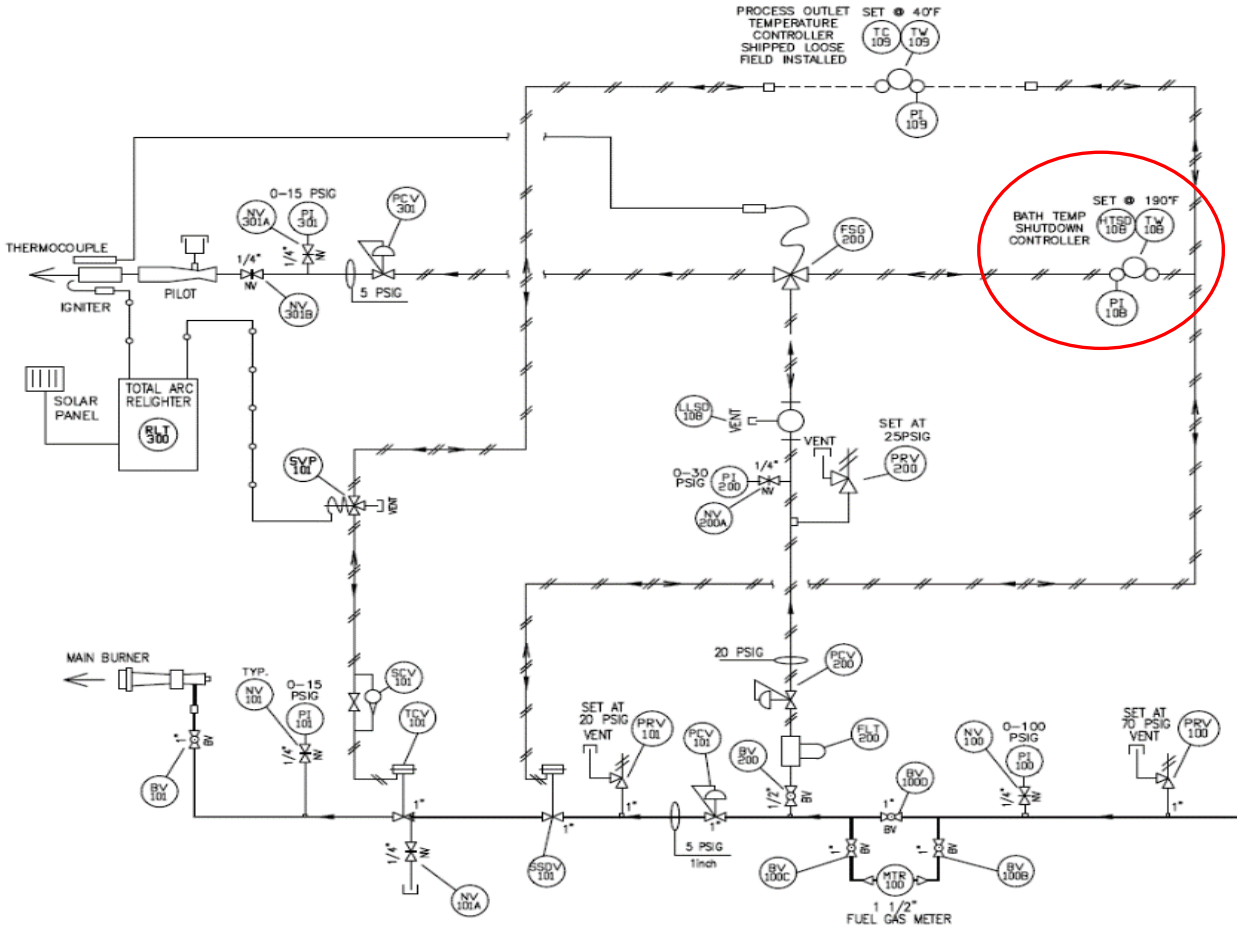 PROCESS OUTLET
TEMPERATURE
CONTROLLER
SHIPPED LOOSE
FIELD INSTALLED
SET @ 40°F
TC
109
TW
109
PI
109
0-15 PSIG
NV
301A
PI
301
PCV
301
1/4"
NV
1/4"
NV
NV
301B
5 PSIG
THERMOCOUPLE
IGNITER
PILOT
FSG
200
BATH TEMP
SHUTDOWN
CONTROLLER
SET @ 190°F
HTSD
108
TW
108
PI
108
SOLAR
PANEL
TOTAL ARC
RELIGHTER
RLT
300
SVP
101
VENT
LLSD
108
VENT
SET AT
25PSIG
VENT
PRV
200
0-30
PSIG
PI
200
1/4"
NV
NV
200A
MAIN BURNER
1"
BV
BV
101
TYP.
NV
101
0-15
PSIG
PI
101
1/4"
NV
SCV
101
TCV
101
1"
1/4"
NV
NV
101A
SSDV
101
1"
SET AT
20 PSIG
VENT
PRV
101
1"
PCV
101
1"
5 PSIG
1inch
20 PSIG
PCV
200
FLT
200
BV
200
1/2"
BV
BV
100D
1"
BV
NV
100
0-100
PSIG
PI
100
1/4"
NV
SET AT
70 PSIG
VENT
PRV
100
1"
1"
BV
BV
100C
MTR
100
1"
BV
BV
100B
1 1/2"
FUEL GAS METER